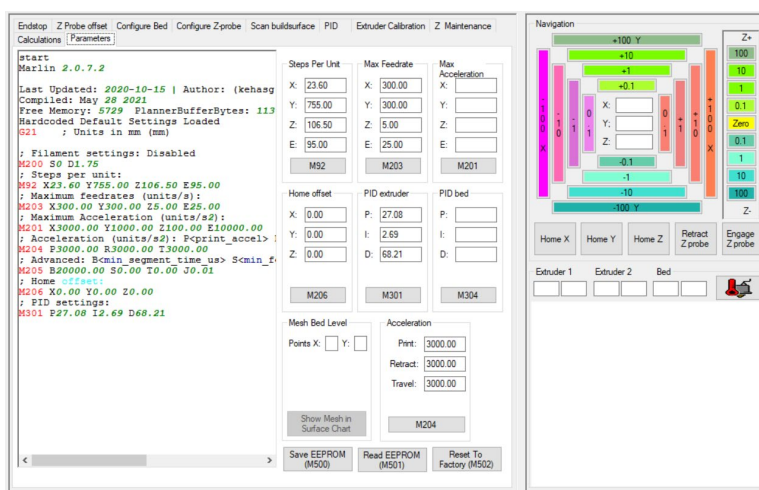 Endstop Z Probe offset Configure Bed Configure Z-probe Scan buildsurface PID Extruder Calibration Z Maintenance
Calculations Parameters
start
Marlin 2.0.7.2
Last Updated: 2020-10-15 | Author: (kehasg
Compiled: May 28 2021
Free Memory: 5729 PlannerBufferBytes: 113
Hardcoded Default Settings Loaded
G21 ; Units in mm (mm)
; Filament settings: Disabled
M200 S0 D1.75
; Steps per unit:
M92 X23.60 Y755.00 Z106.50 E95.00
; Maximum feedrates (units/s):
M203 X300.00 Y300.00 Z5.00 E25.00
; Maximum Acceleration (units/s2):
M201 X3000.00 Y1000.00 Z100.00 E10000.00
; Acceleration (units/s2): P<print_accel>
M204 P3000.00 R3000.00 T3000.00
; Advanced: B<min_segment_time_us> S<min_f
M205 B20000.00 S0.00 T0.00 J0.01
; Home offset:
M206 X0.00 Y0.00 Z0.00
; PID settings:
M301 P27.08 I2.69 D68.21
Steps Per Unit
X: 23.60
Y: 755.00
Z: 106.50
E: 95.00
M92
Max Feedrate
X: 300.00
Y: 300.00
Z: 5.00
E: 25.00
M203
Max
Acceleration
X:
Y:
Z:
E:
M201
Home offset
X: 0.00
Y: 0.00
Z: 0.00
M206
PID extruder
P: 27.08
I: 2.69
D: 68.21
M301
PID bed
P:
I:
D:
M304
Mesh Bed Level
Points X: Y:
Show Mesh in
Surface Chart
Acceleration
Print: 3000.00
Retract: 3000.00
Travel: 3000.00
M204
Save EEPROM
(M500)
Read EEPROM
(M501)
Reset To
Factory (M502)
Navigation
+100 Y
+10
+1
+0.1
-100 X
-10
-1
-0.1
X:
Y:
Z:
+0.1
+1
+10
+100 X
-0.1
-1
-10
-100 Y
Z+
100
10
1
0.1
Zero
0.1
1
10
100
Z-
Home X
Home Y
Home Z
Retract
Z probe
Engage
Z probe
Extruder 1 Extruder 2 Bed